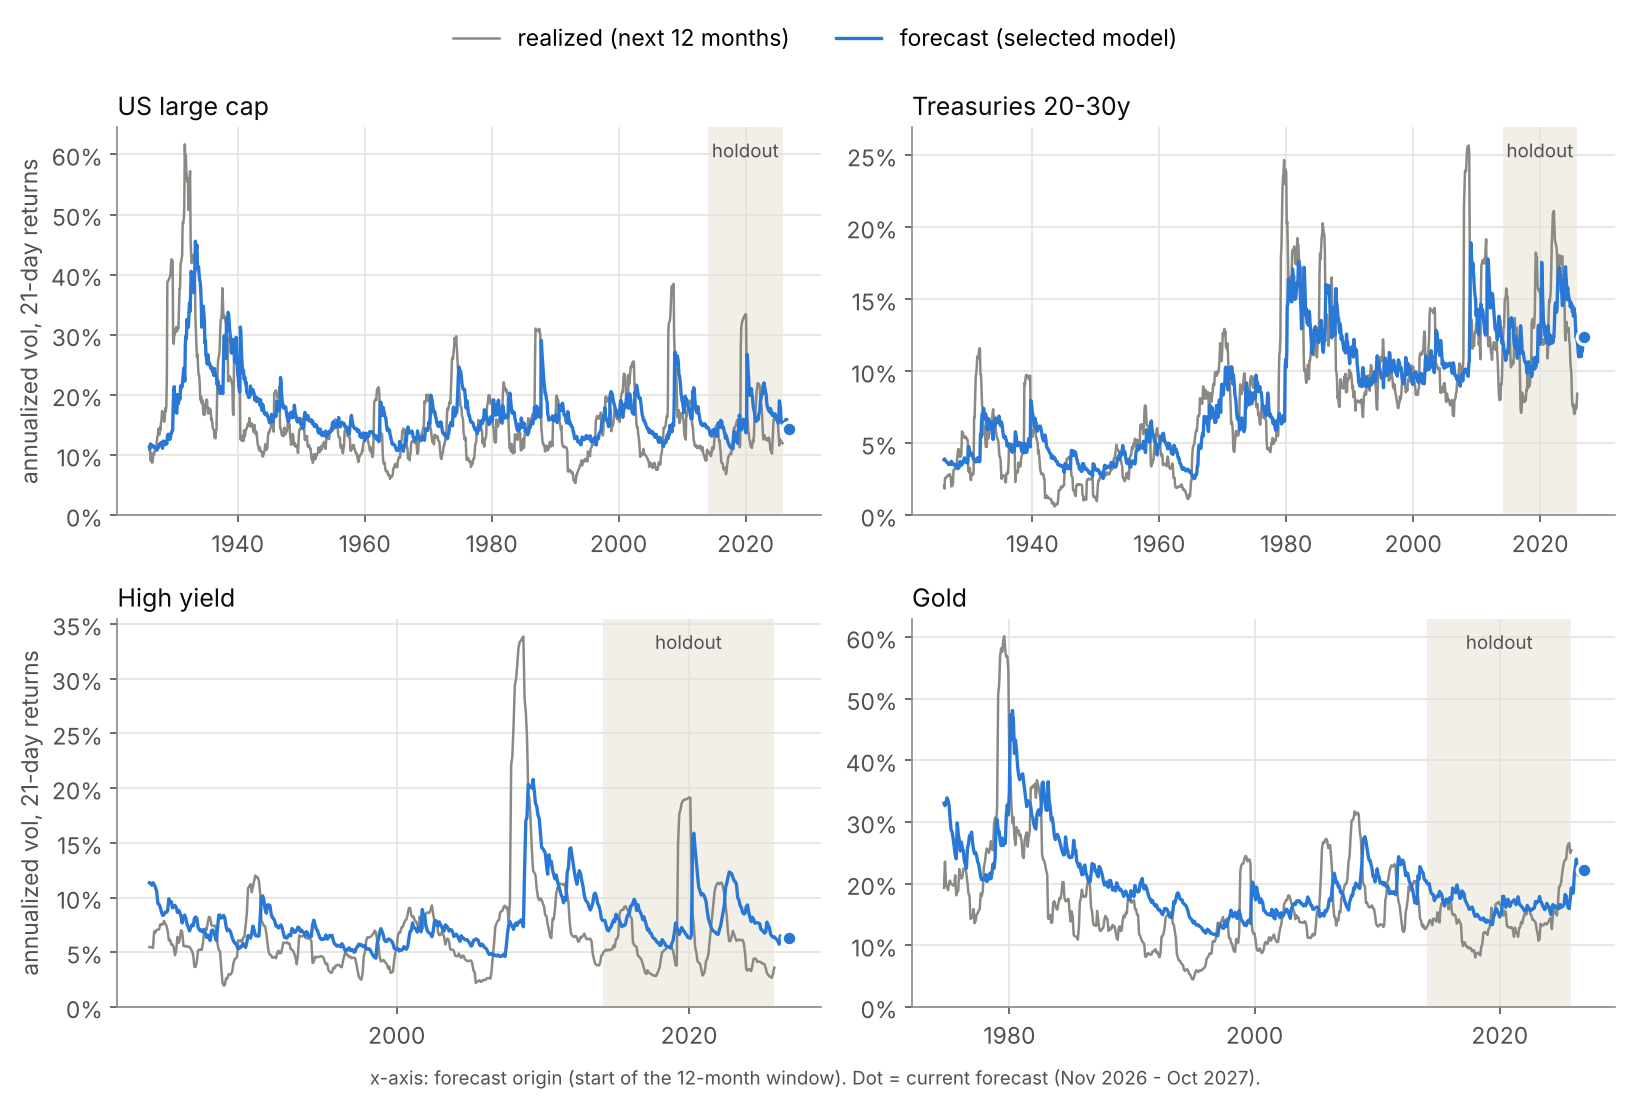 realized (next 12 months) forecast (selected model)
US large cap
annualized vol, 21-day returns
60%
50%
40%
30%
20%
10%
0%
holdout
1940 1960 1980 2000 2020
Treasuries 20-30y
25%
20%
15%
10%
5%
0%
holdout
1940 1960 1980 2000 2020
High yield
annualized vol, 21-day returns
35%
30%
25%
20%
15%
10%
5%
0%
holdout
2000 2020
Gold
60%
50%
40%
30%
20%
10%
0%
holdout
1980 2000 2020
x-axis: forecast origin (start of the 12-month window). Dot = current forecast (Nov 2026 - Oct 2027).